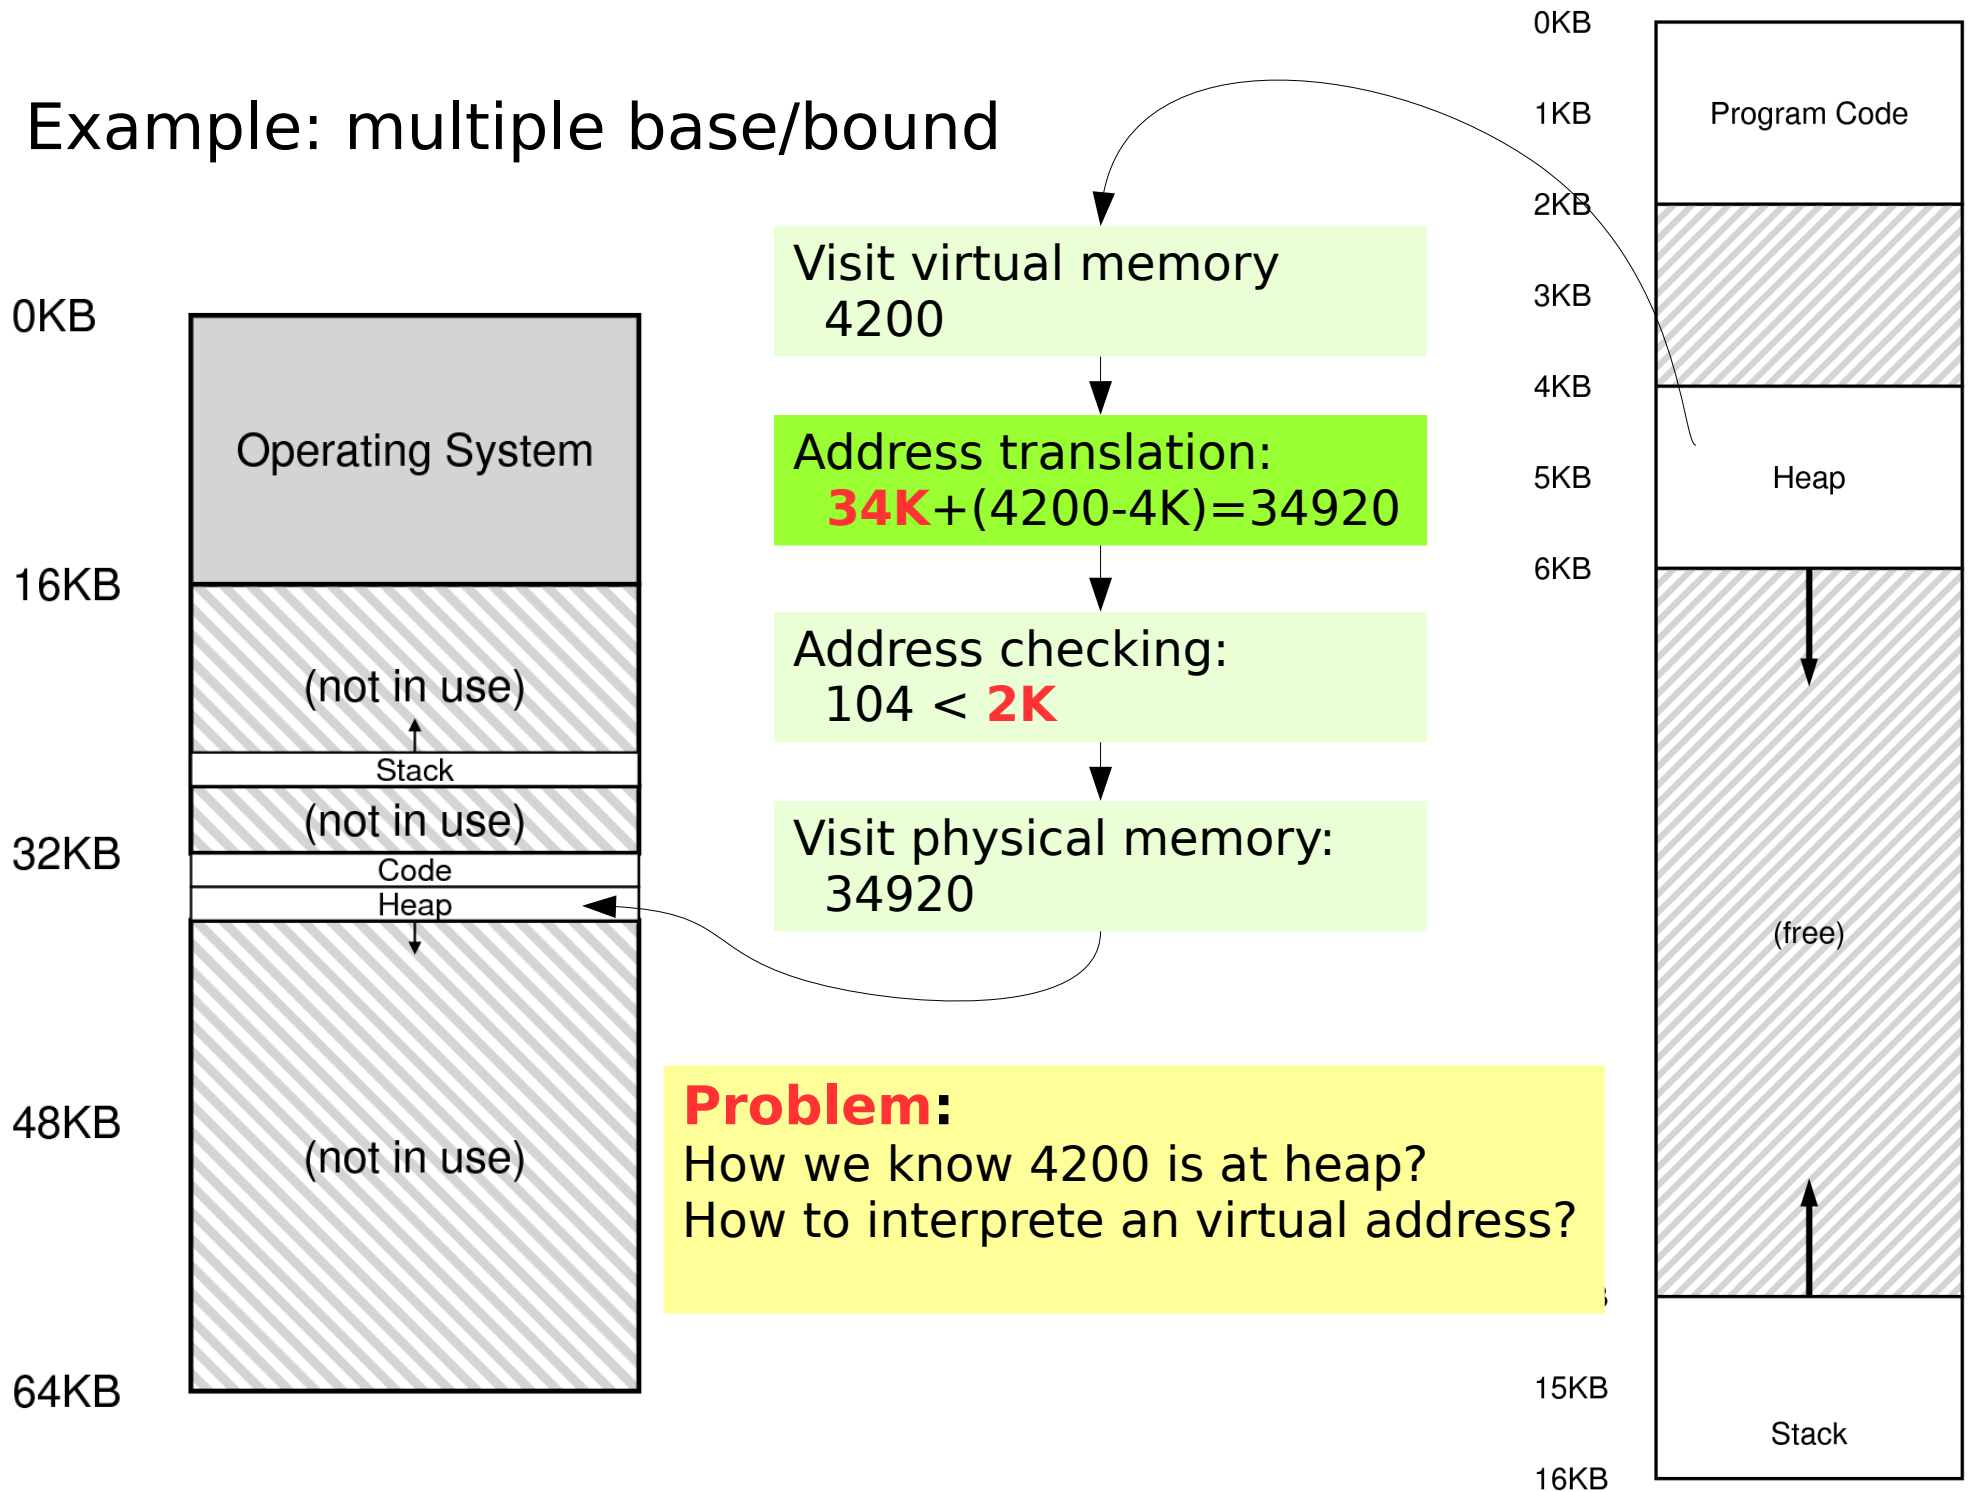 Example: multiple base/bound
0KB
Operating System
16KB
(not in use)
Stack
(not in use)
32KB
Code
Heap
48KB
(not in use)
64KB
Visit virtual memory
4200
Address translation:
34K+(4200-4K)=34920
Address checking:
104 < 2K
Visit physical memory:
34920
Problem:
How we know 4200 is at heap?
How to interprete an virtual address?
0KB
1KB
Program Code
2KB
3KB
4KB
5KB
Heap
6KB
(free)
15KB
Stack
16KB